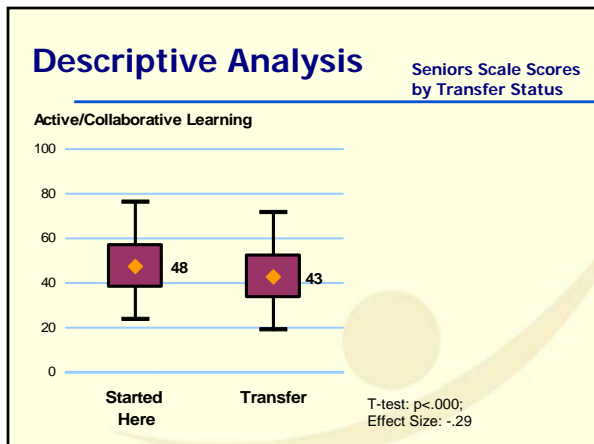 Descriptive Analysis
Seniors Scale Scores
by Transfer Status
Active/Collaborative Learning
100
80
60
40
20
0
48
43
Started
Here
Transfer
T-test: p<.000;
Effect Size: -.29